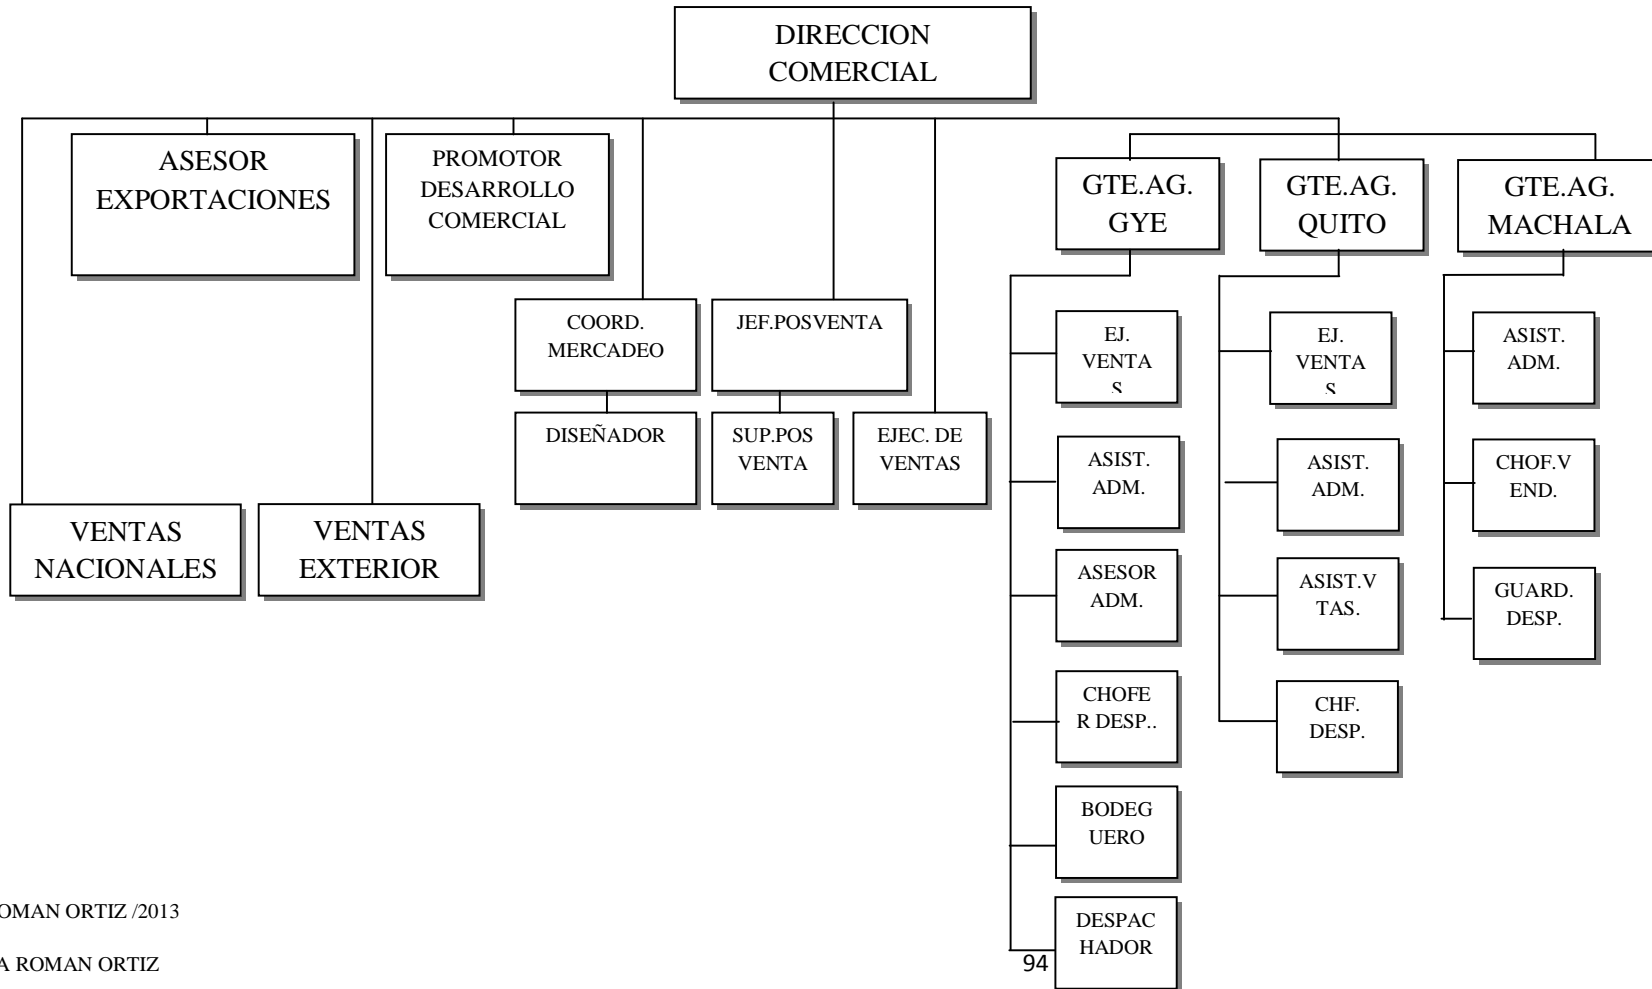 DIRECCION
COMERCIAL
ASESOR
EXPORTACIONES
PROMOTOR
DESARROLLO
COMERCIAL
GTE.AG.
GYE
GTE.AG.
QUITO
GTE.AG.
MACHALA
COORD.
MERCADEO
JEF.POSVENTA
DISEÑADOR
SUP.POS
VENTA
EJEC. DE
VENTAS
VENTAS
NACIONALES
VENTAS
EXTERIOR
EJ.
VENTA
S
ASIST.
ADM.
ASESOR
ADM.
CHOFE
R DESP..
BODEG
UERO
DESPAC
HADOR
EJ.
VENTA
S
ASIST.
ADM.
ASIST.V
TAS.
CHF.
DESP.
ASIST.
ADM.
CHOF.V
END.
GUARD.
DESP.
OMAN ORTIZ /2013
A ROMAN ORTIZ
94